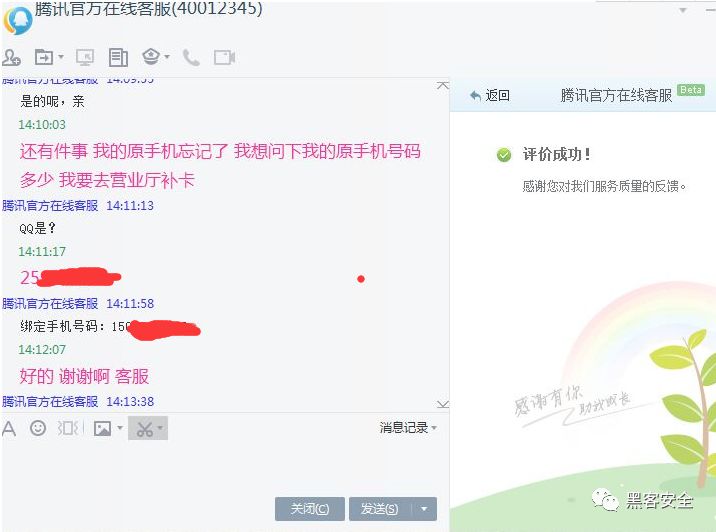 腾讯官方在线客服(40012345)
腾讯官方在线客服 14:09:55
是的呢，亲
14:10:03
还有件事 我的原手机忘记了 我想问下我的原手机号码
多少 我要去营业厅补卡
腾讯官方在线客服 14:11:13
QQ是？
14:11:17
25
腾讯官方在线客服 14:11:58
绑定手机号码：150
14:12:07
好的 谢谢啊 客服
腾讯官方在线客服 14:13:38
消息记录
关闭(C) 发送(S)
返回 腾讯官方在线客服 Beta
评价成功！
感谢您对我们服务质量的反馈。
感谢有你
助我成长
黑客安全